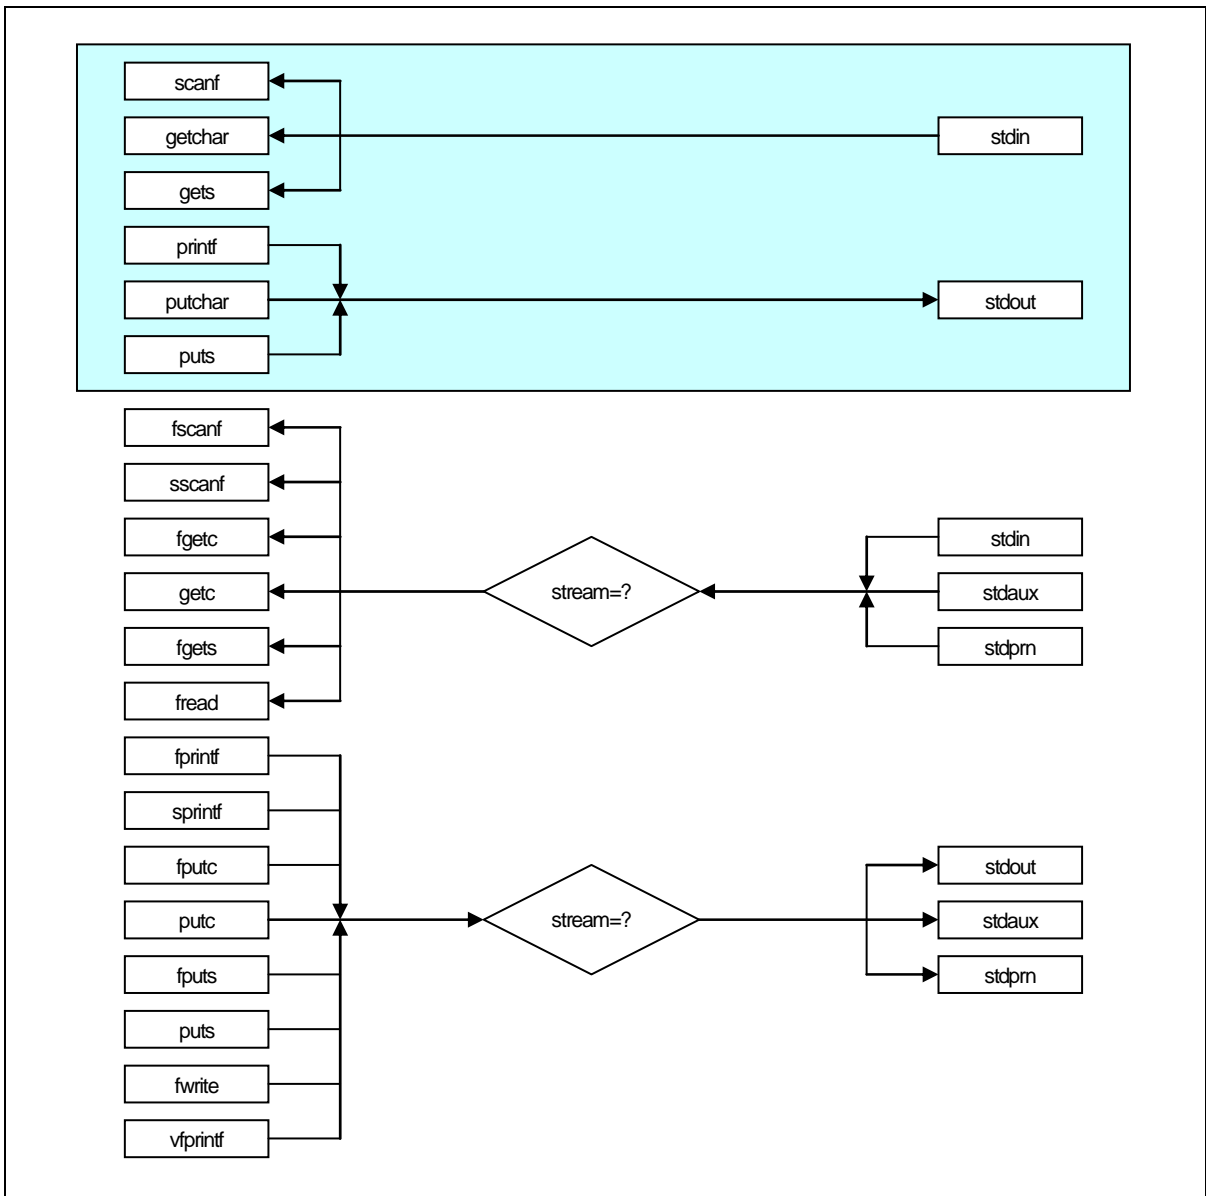 scanf
getchar
stdin
gets
printf
putchar
stdout
puts
fscanf
sscanf
fgetc
stdin
getc
stream=?
stdaux
fgets
stdprn
fread
fprintf
sprintf
fputc
stdout
putc
stream=?
stdaux
fputs
stdprn
puts
fwrite
vfprintf